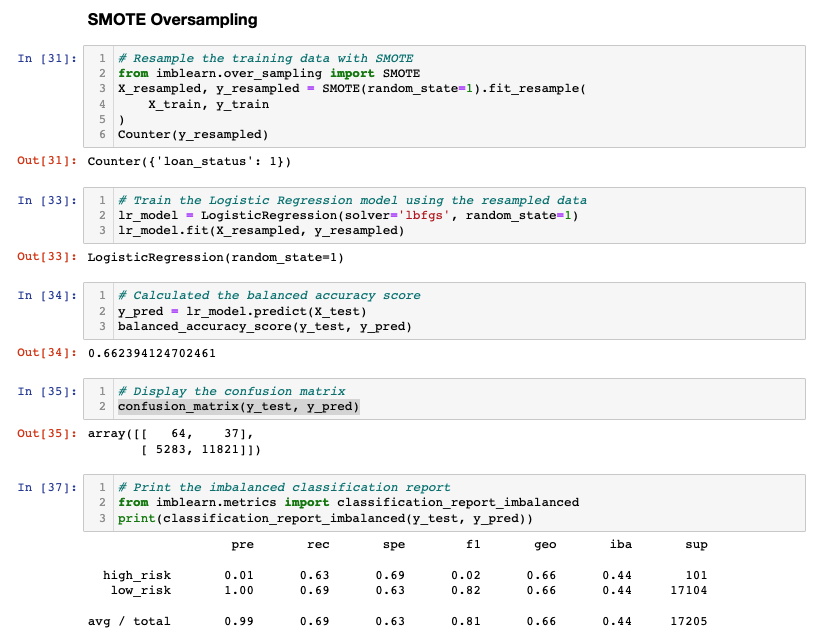 SMOTE Oversampling
In [31]:
1 # Resample the training data with SMOTE
2 from imblearn.over_sampling import SMOTE
3 X_resampled, y_resampled = SMOTE(random_state=1).fit_resample(
4     X_train, y_train
5 )
6 Counter(y_resampled)
Out[31]: Counter({'loan_status': 1})
In [33]:
1 # Train the Logistic Regression model using the resampled data
2 lr_model = LogisticRegression(solver='lbfgs', random_state=1)
3 lr_model.fit(X_resampled, y_resampled)
Out[33]: LogisticRegression(random_state=1)
In [34]:
1 # Calculated the balanced accuracy score
2 y_pred = lr_model.predict(X_test)
3 balanced_accuracy_score(y_test, y_pred)
Out[34]: 0.662394124702461
In [35]:
1 # Display the confusion matrix
2 confusion_matrix(y_test, y_pred)
Out[35]: array([[   64,    37],
       [ 5283, 11821]])
In [37]:
1 # Print the imbalanced classification report
2 from imblearn.metrics import classification_report_imbalanced
3 print(classification_report_imbalanced(y_test, y_pred))
pre rec spe f1 geo iba sup
high_risk 0.01 0.63 0.69 0.02 0.66 0.44 101
low_risk 1.00 0.69 0.63 0.82 0.66 0.44 17104
avg / total 0.99 0.69 0.63 0.81 0.66 0.44 17205